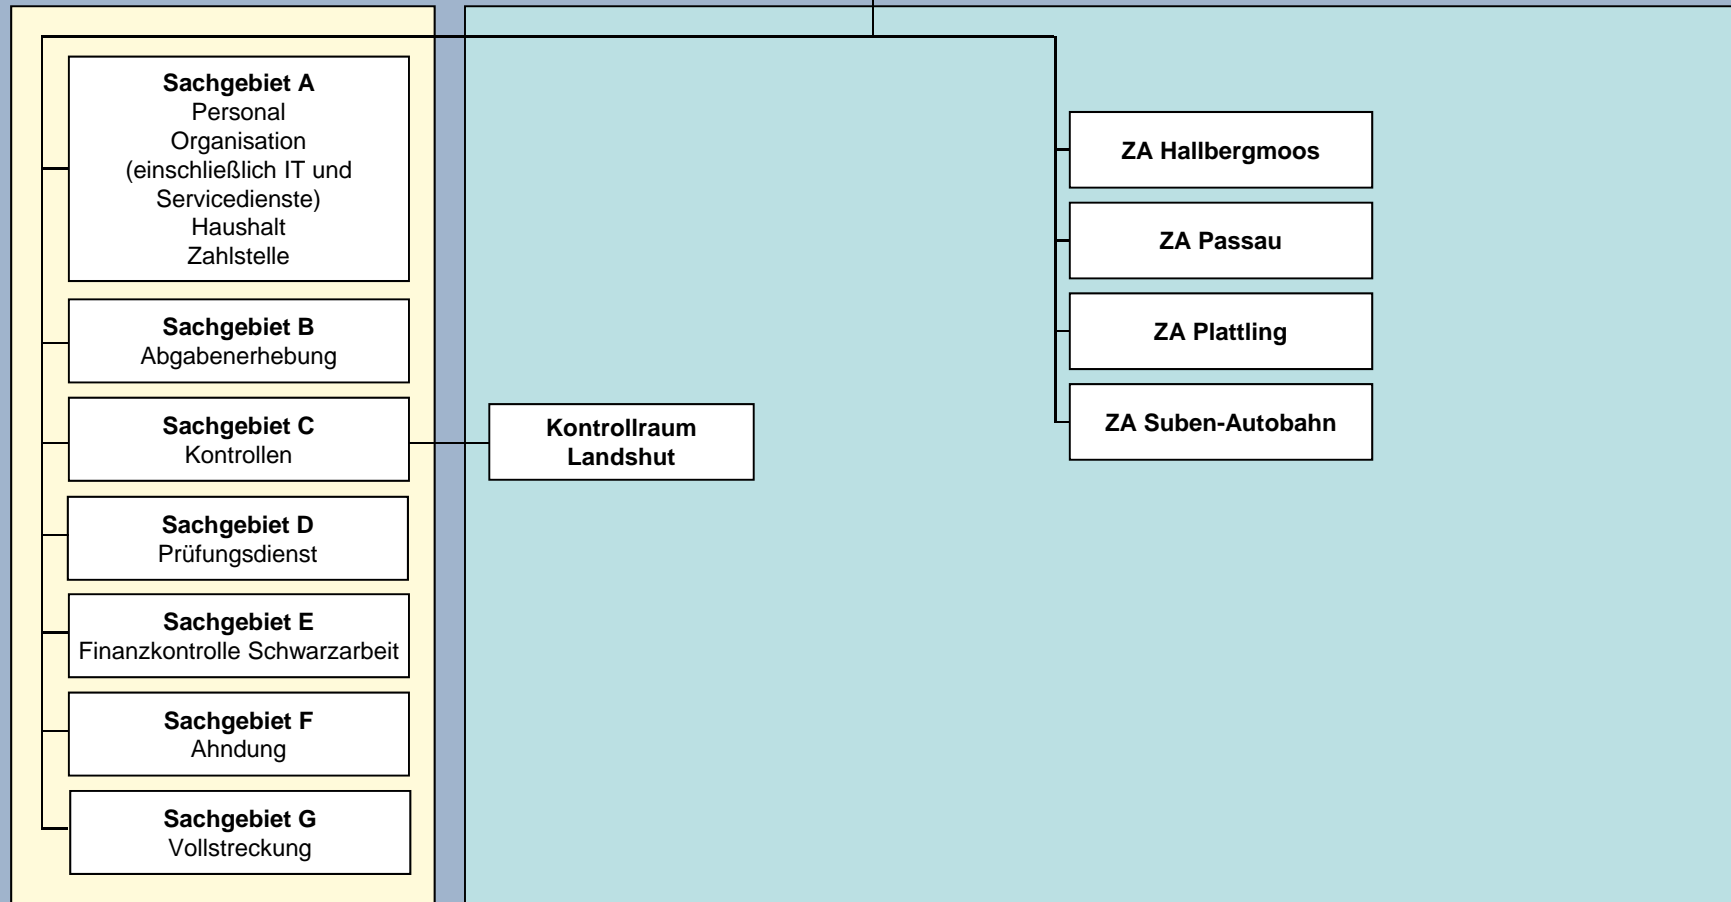 Sachgebiet A
Personal
Organisation
(einschließlich IT und
Servicedienste)
Haushalt
Zahlstelle
Sachgebiet B
Abgabenerhebung
Sachgebiet C
Kontrollen
Sachgebiet D
Prüfungsdienst
Sachgebiet E
Finanzkontrolle Schwarzarbeit
Sachgebiet F
Ahndung
Sachgebiet G
Vollstreckung
Kontrollraum
Landshut
ZA Hallbergmoos
ZA Passau
ZA Plattling
ZA Suben-Autobahn